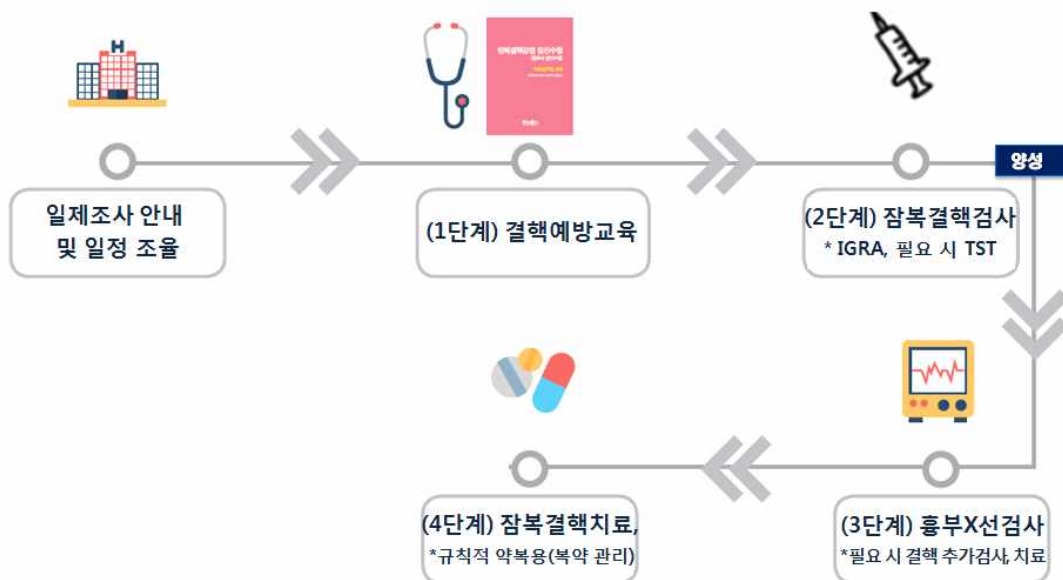 H
일제조사 안내
및 일정 조율
(1단계) 결핵예방교육
(2단계) 잠복결핵검사
* IGRA, 필요 시 TST
양성
(3단계) 흉부X선검사
*필요 시 결핵 추가검사, 치료
(4단계) 잠복결핵치료,
*규칙적 약복용(복약 관리)